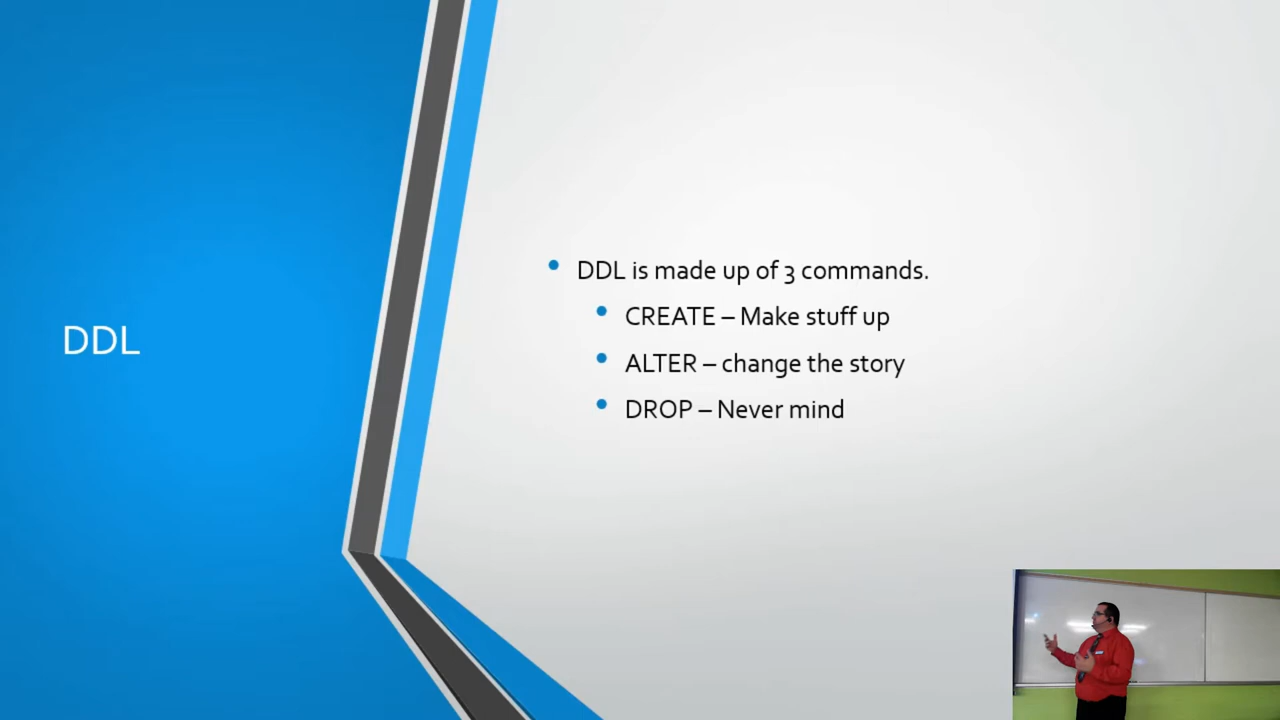 DDL
DDL is made up of 3 commands.
CREATE – Make stuff up
ALTER – change the story
DROP – Never mind